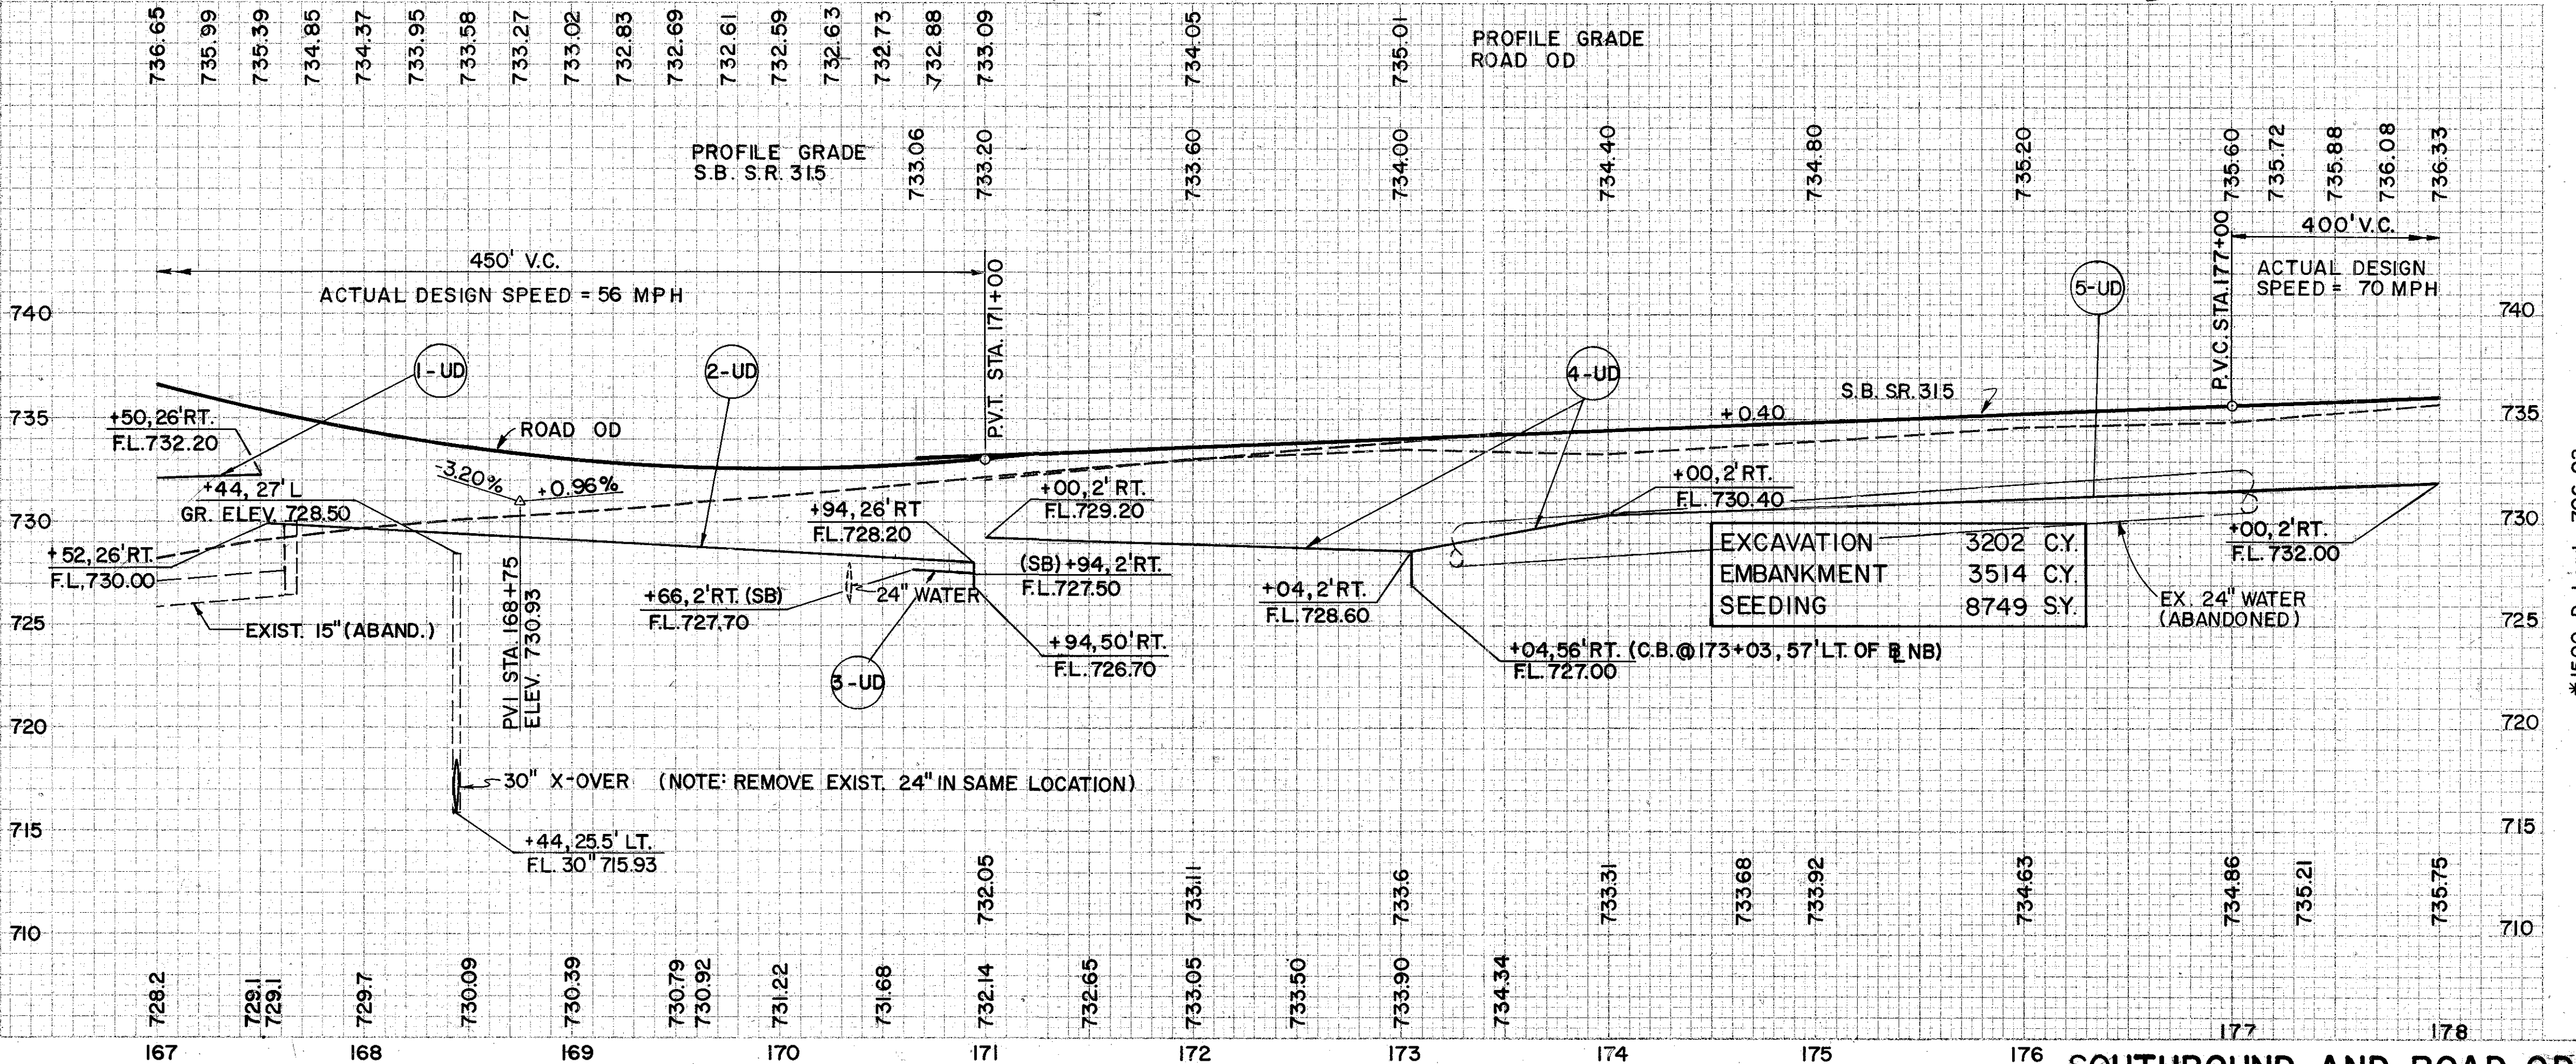 736.65 735.99 735.39 734.85 734.37 733.95 733.58 733.27 733.02 732.83 732.69 732.61 732.59 732.63 732.73 732.88 733.09 734.05 735.01
PROFILE GRADE
ROAD OD
PROFILE GRADE
S.B. S.R. 315
733.06 733.20 733.60 734.00 734.40 734.80 735.20 735.60 735.72 735.88 736.08 736.33
450' V.C.
ACTUAL DESIGN SPEED = 56 MPH
P.V.T. STA. 171+00
P.V.C. STA. 177+00
400' V.C.
ACTUAL DESIGN
SPEED = 70 MPH
740
740
1-UD
2-UD
4-UD
5-UD
S.B. S.R. 315
+ 0.40
735
735
+50, 26' RT.
F.L. 732.20
ROAD OD
-3.20%
+0.96%
+44, 27' L
GR. ELEV. 728.50
+94, 26' RT
F.L. 728.20
+00, 2' RT.
F.L. 729.20
+00, 2' RT.
F.L. 730.40
730
730
+52, 26' RT.
F.L. 730.00
PVI STA. 168+75
ELEV. 730.93
(SB) +94, 2' RT.
F.L. 727.50
+66, 2' RT. (SB)
F.L. 727.70
24" WATER
+04, 2' RT.
F.L. 728.60
EXCAVATION 3202 C.Y.
EMBANKMENT 3514 C.Y.
SEEDING 8749 S.Y.
+00, 2' RT.
F.L. 732.00
EX. 24" WATER
(ABANDONED)
725
725
EXIST. 15" (ABAND.)
+94, 50' RT.
F.L. 726.70
+04, 56' RT. (C.B. @ 173+03, 57' LT. OF BL NB)
F.L. 727.00
3-UD
720
720
30" X-OVER (NOTE: REMOVE EXIST. 24" IN SAME LOCATION)
715
715
+44, 25.5' LT.
F.L. 30" 715.93
732.05 733.11 733.6 733.31 733.68 733.92 734.63 734.86 735.21 735.75
710
710
728.2 729.1 729.1 729.7 730.09 730.39 730.79 730.92 731.22 731.68 732.14 732.65 733.05 733.50 733.90 734.34
167 168 169 170 171 172 173 174 175 176 177 178